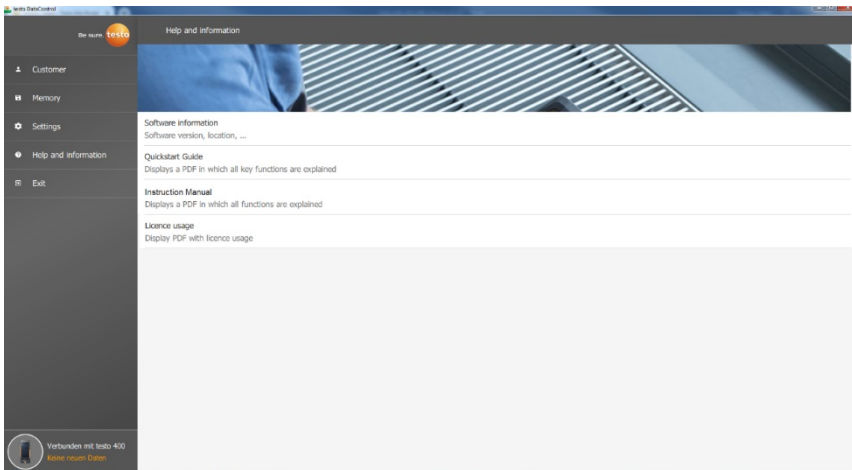 testo DataControl
Be sure. testo
Help and information
Customer
Memory
Settings
Help and information
Exit
Software information
Software version, location, ...
Quickstart Guide
Displays a PDF in which all key functions are explained
Instruction Manual
Displays a PDF in which all functions are explained
Licence usage
Display PDF with licence usage
Verbunden mit testo 400
Keine neuen Daten